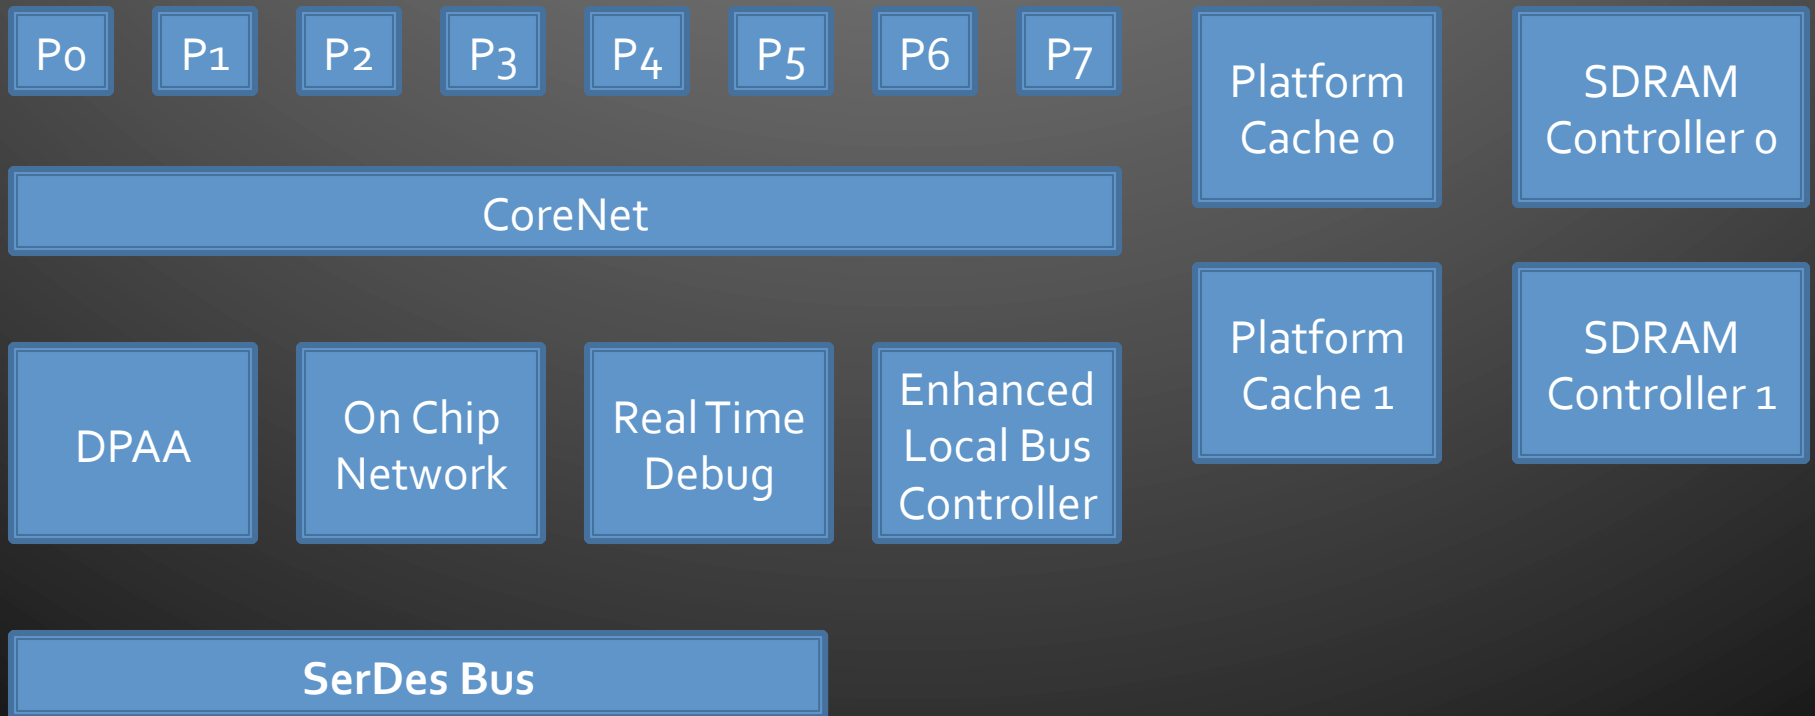 P0
P1
P2
P3
P4
P5
P6
P7
Platform
Cache 0
SDRAM
Controller 0
CoreNet
Platform
Cache 1
SDRAM
Controller 1
DPAA
On Chip
Network
Real Time
Debug
Enhanced
Local Bus
Controller
SerDes Bus